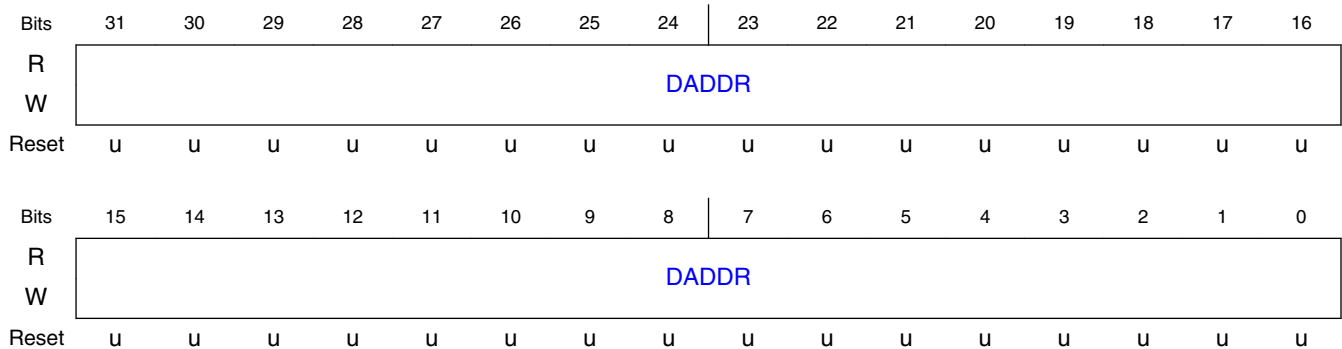 Bits 31 30 29 28 27 26 25 24 23 22 21 20 19 18 17 16
R
DADDR
W
Reset u u u u u u u u u u u u u u u u
Bits 15 14 13 12 11 10 9 8 7 6 5 4 3 2 1 0
R
DADDR
W
Reset u u u u u u u u u u u u u u u u